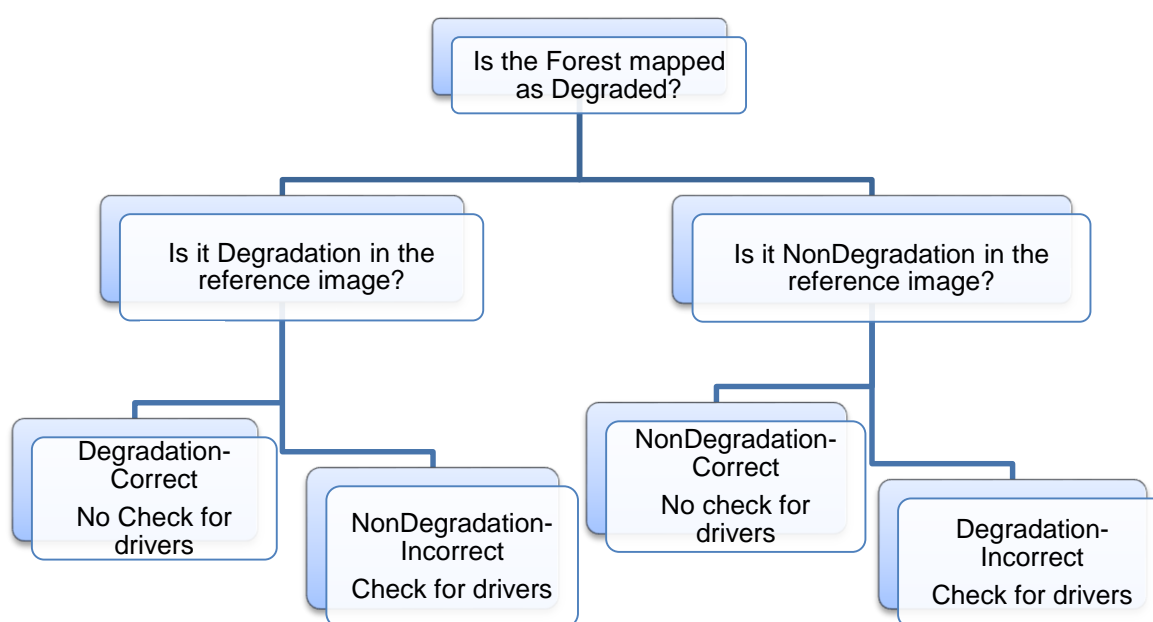 Is the Forest mapped
as Degraded?
Is it Degradation in the
reference image?
Is it NonDegradation in the
reference image?
Degradation-
Correct
No Check for
drivers
NonDegradation-
Incorrect
Check for drivers
NonDegradation-
Correct
No check for
drivers
Degradation-
Incorrect
Check for drivers